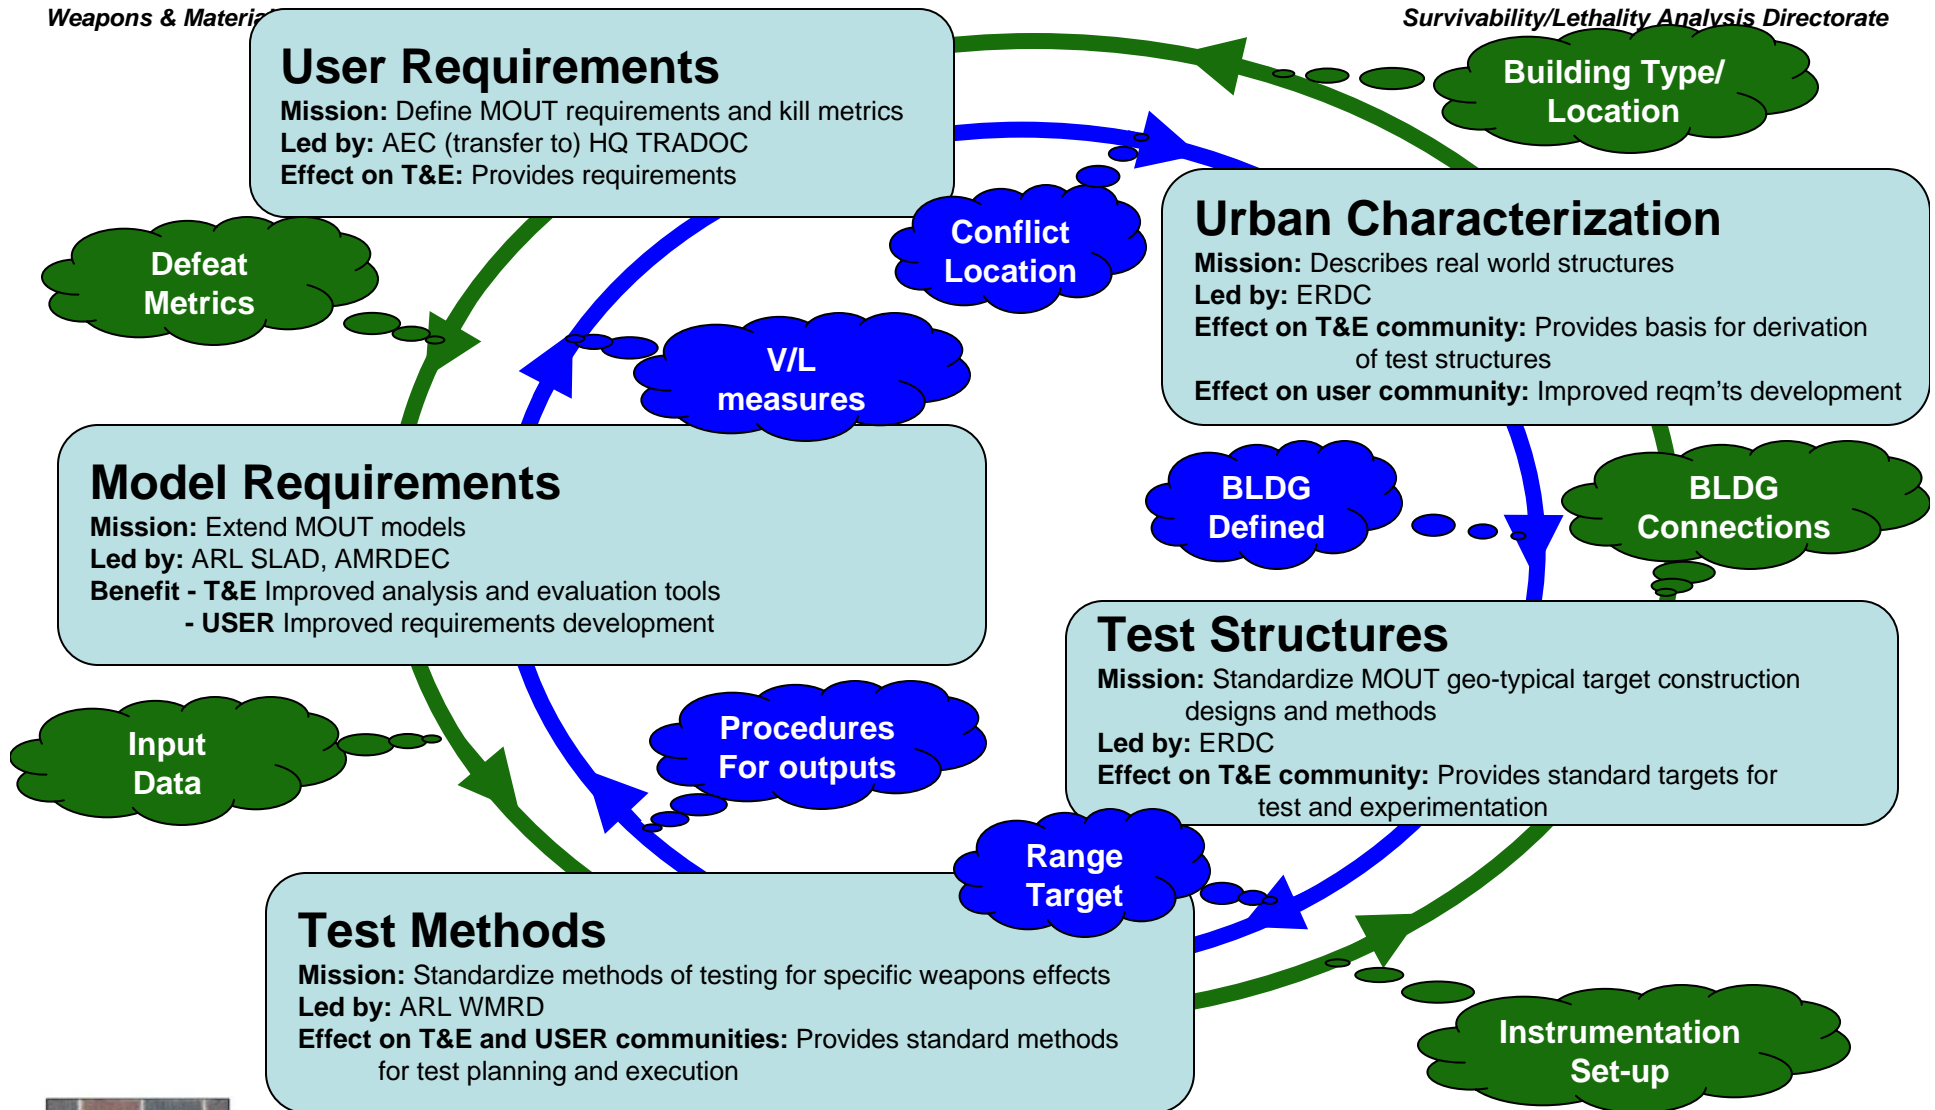 Weapons & Materia
Survivability/Lethality Analysis Directorate
User Requirements
Mission: Define MOUT requirements and kill metrics
Led by: AEC (transfer to) HQ TRADOC
Effect on T&E: Provides requirements
Building Type/
Location
Conflict
Location
Urban Characterization
Mission: Describes real world structures
Led by: ERDC
Effect on T&E community: Provides basis for derivation
of test structures
Effect on user community: Improved reqm'ts development
Defeat
Metrics
V/L
measures
Model Requirements
Mission: Extend MOUT models
Led by: ARL SLAD, AMRDEC
Benefit - T&E Improved analysis and evaluation tools
- USER Improved requirements development
BLDG
Defined
BLDG
Connections
Test Structures
Mission: Standardize MOUT geo-typical target construction
designs and methods
Led by: ERDC
Effect on T&E community: Provides standard targets for
test and experimentation
Input
Data
Procedures
For outputs
Range
Target
Test Methods
Mission: Standardize methods of testing for specific weapons effects
Led by: ARL WMRD
Effect on T&E and USER communities: Provides standard methods
for test planning and execution
Instrumentation
Set-up